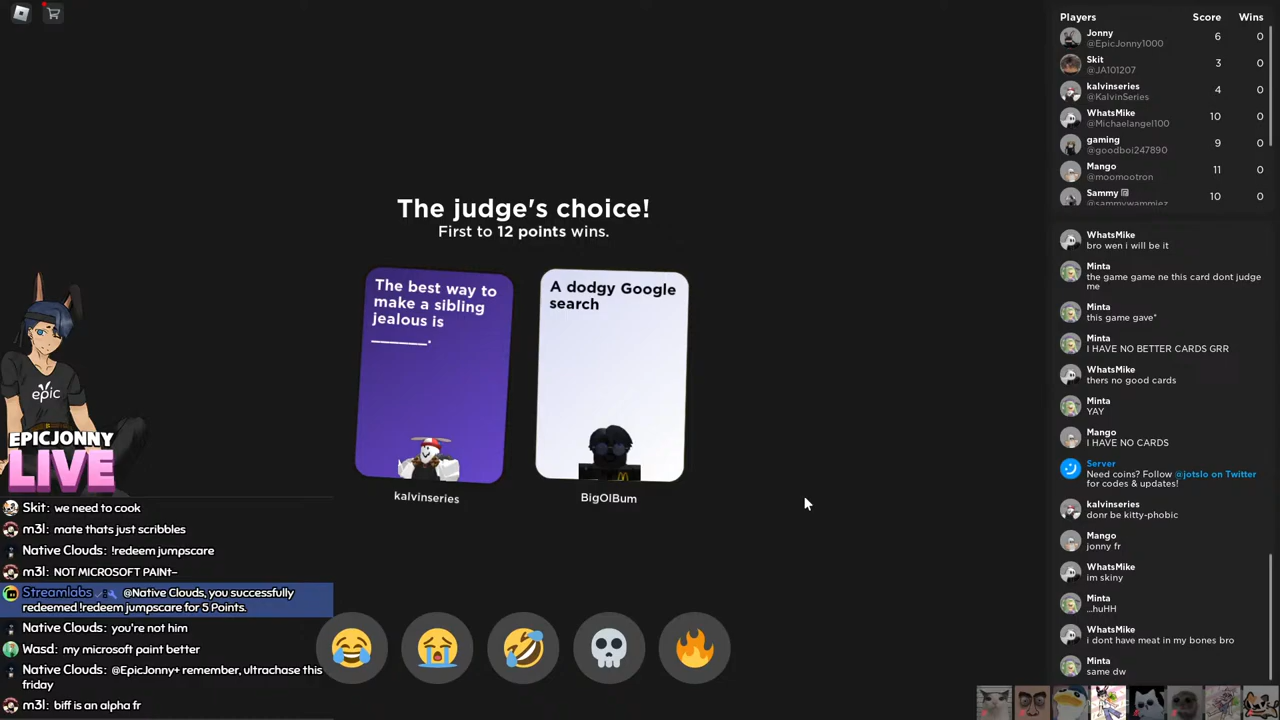 Players Score Wins
Jonny
@EpicJonny1000
6 0
Skit
@JA101207
3 0
kalvinseries
@KalvinSeries
4 0
WhatsMike
@Michaelangel100
10 0
gaming
@goodboi247890
9 0
Mango
@moomootron
11 0
Sammy
@sammywammiez
10 0
The judge's choice!
First to 12 points wins.
The best way to
make a sibling
jealous is
______.
kalvinseries
A dodgy Google
search
BigOlBum
epic
EPICJONNY
LIVE
Skit: we need to cook
m3l: mate thats just scribbles
Native Clouds: !redeem jumpscare
m3l: NOT MICROSOFT PAINt-
Streamlabs @Native Clouds, you successfully
redeemed !redeem jumpscare for 5 Points.
Native Clouds: you're not him
Wasd: my microsoft paint better
Native Clouds: @EpicJonny+ remember, ultrachase this
friday
m3l: biff is an alpha fr
WhatsMike
bro wen i will be it
Minta
the game game ne this card dont judge
me
Minta
this game gave*
Minta
I HAVE NO BETTER CARDS GRR
WhatsMike
thers no good cards
Minta
YAY
Mango
I HAVE NO CARDS
Server
Need coins? Follow @jotslo on Twitter
for codes & updates!
kalvinseries
donr be kitty-phobic
Mango
jonny fr
WhatsMike
im skiny
Minta
...huHH
WhatsMike
i dont have meat in my bones bro
Minta
same dw